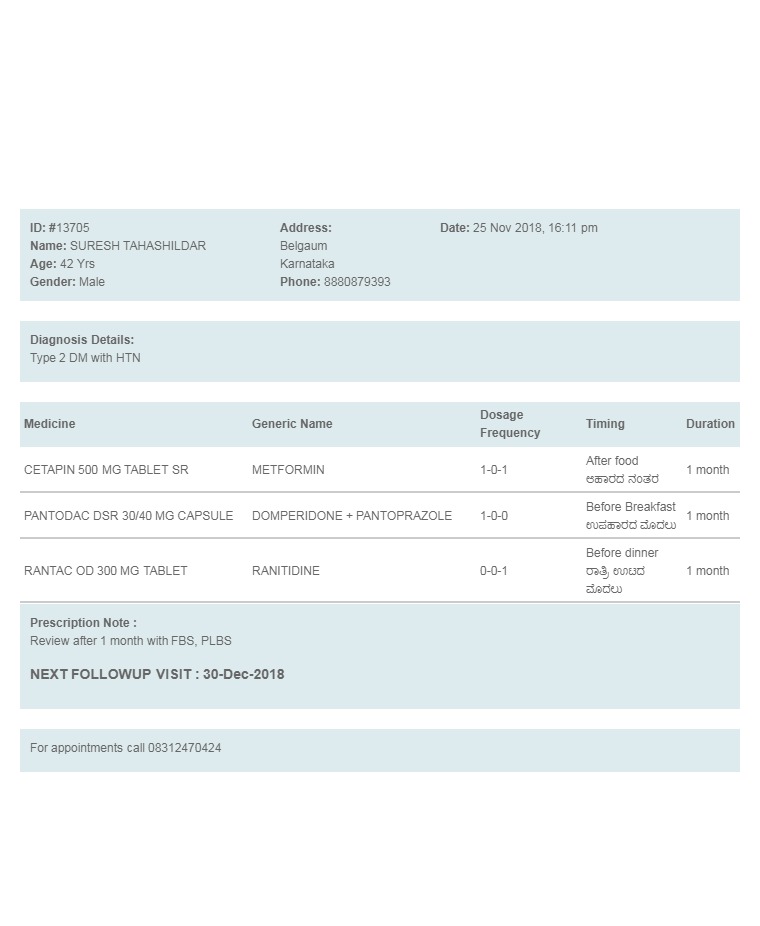 ID: #13705
Name: SURESH TAHASHILDAR
Age: 42 Yrs
Gender: Male
Address:
Belgaum
Karnataka
Phone: 8880879393
Date: 25 Nov 2018, 16:11 pm
Diagnosis Details:
Type 2 DM with HTN
Medicine Generic Name Dosage Frequency Timing Duration
CETAPIN 500 MG TABLET SR METFORMIN 1-0-1 After food ಆಹಾರದ ನಂತರ 1 month
PANTODAC DSR 30/40 MG CAPSULE DOMPERIDONE + PANTOPRAZOLE 1-0-0 Before Breakfast ಉಪಹಾರದ ಮೊದಲು 1 month
RANTAC OD 300 MG TABLET RANITIDINE 0-0-1 Before dinner ರಾತ್ರಿ ಊಟದ ಮೊದಲು 1 month
Prescription Note :
Review after 1 month with FBS, PLBS
NEXT FOLLOWUP VISIT : 30-Dec-2018
For appointments call 08312470424